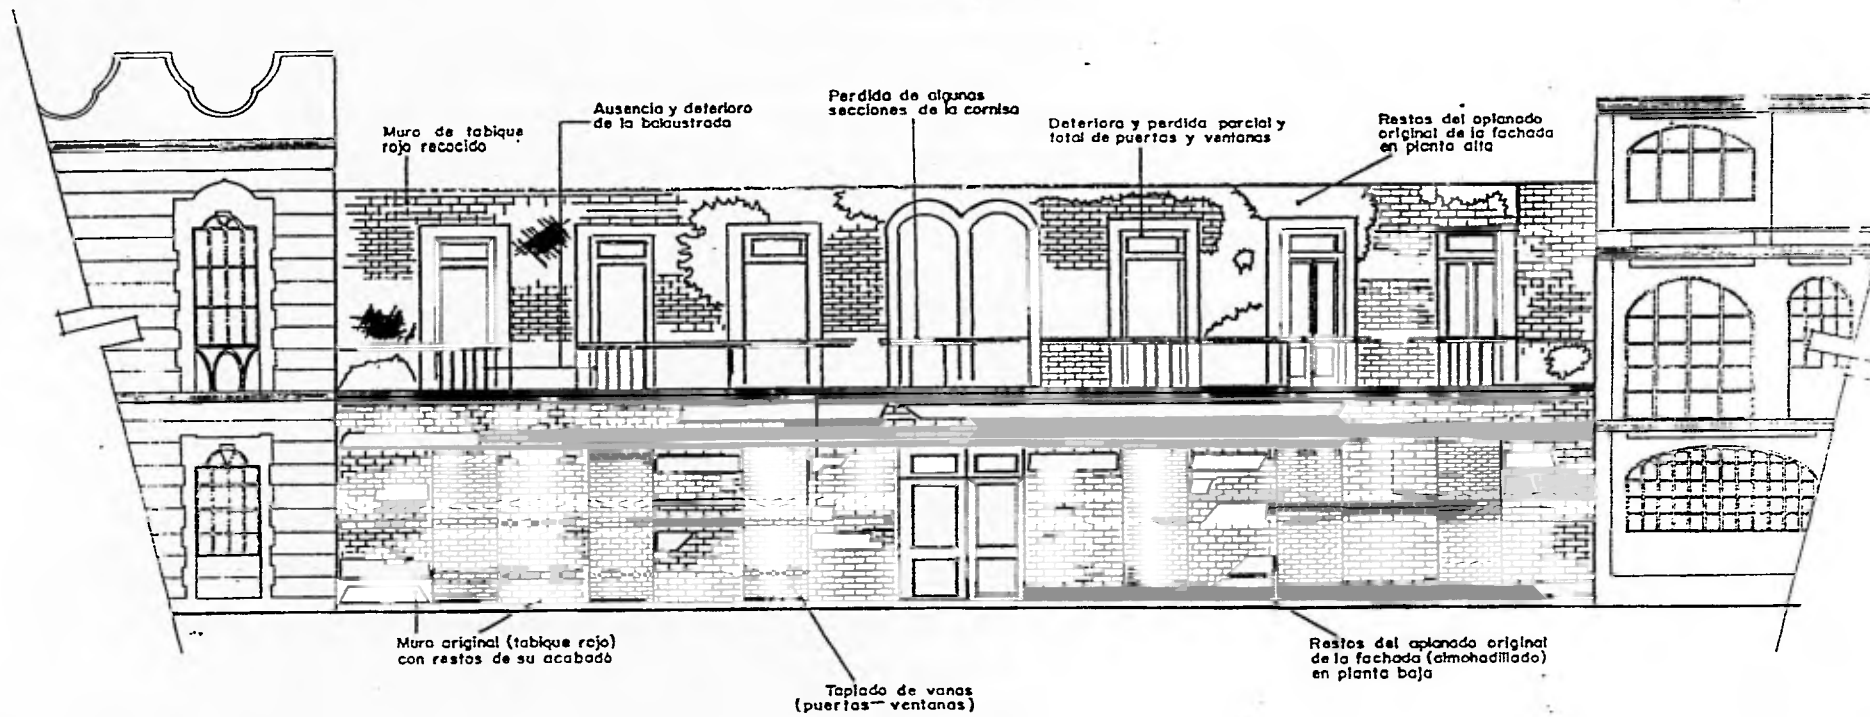 Muro de tabique
rojo recocido
Ausencia y deterioro
de la balaustrada
Perdida de algunas
secciones de la cornisa
Deterioro y perdida parcial y
total de puertas y ventanas
Restos del aplanado
original de la fachada
en planta alta
Muro original (tabique rojo)
con restos de su acabado
Tapiado de vanos
(puertas-ventanas)
Restos del aplanado original
de la fachada (almohadillado)
en planta baja